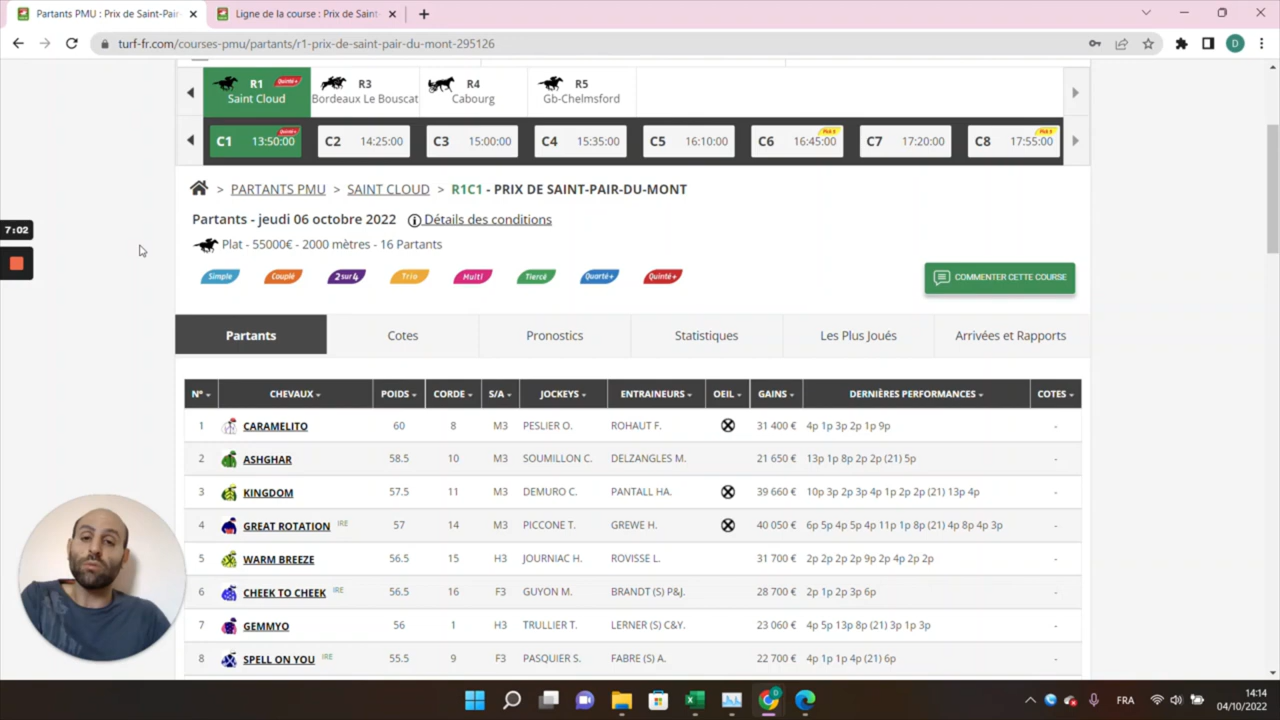 Partants PMU : Prix de Saint-Pair-
Ligne de la course : Prix de Saint-
turf-fr.com/courses-pmu/partants/r1-prix-de-saint-pair-du-mont-295126
D
R1 Quinté+
Saint Cloud
R3
Bordeaux Le Bouscat
R4
Cabourg
R5
Gb-Chelmsford
C1 13:50:00 Quinté+
C2 14:25:00
C3 15:00:00
C4 15:35:00
C5 16:10:00
C6 16:45:00 Pick 5
C7 17:20:00
C8 17:55:00 Pick 5
> PARTANTS PMU > SAINT CLOUD > R1C1 - PRIX DE SAINT-PAIR-DU-MONT
Partants - jeudi 06 octobre 2022 Détails des conditions
7:02
Plat - 55000€ - 2000 mètres - 16 Partants
Simple Couplé 2 sur 4 Trio Multi Tiercé Quarté+ Quinté+
COMMENTER CETTE COURSE
Partants Cotes Pronostics Statistiques Les Plus Joués Arrivées et Rapports
N° CHEVAUX POIDS CORDE S/A JOCKEYS ENTRAINEURS OEIL GAINS DERNIÈRES PERFORMANCES COTES
1 CARAMELITO 60 8 M3 PESLIER O. ROHAUT F. 31 400 € 4p 1p 3p 2p 1p 9p -
2 ASHGHAR 58.5 10 M3 SOUMILLON C. DELZANGLES M. 21 650 € 13p 1p 8p 2p 2p (21) 5p -
3 KINGDOM 57.5 11 M3 DEMURO C. PANTALL HA. 39 660 € 10p 3p 2p 3p 4p 1p 2p 2p (21) 13p 4p -
4 GREAT ROTATION IRE 57 14 M3 PICCONE T. GREWE H. 40 050 € 6p 5p 4p 5p 4p 11p 1p 8p (21) 4p 8p 4p 3p -
5 WARM BREEZE 56.5 15 H3 JOURNIAC H. ROVISSE L. 31 700 € 2p 2p 2p 2p 9p 2p 4p 2p 2p -
6 CHEEK TO CHEEK IRE 56.5 16 F3 GUYON M. BRANDT (S) P&J. 28 700 € 2p 1p 2p 3p 6p -
7 GEMMYO 56 1 H3 TRULLIER T. LERNER (S) C&Y. 23 060 € 4p 5p 13p 8p (21) 3p 1p 3p -
8 SPELL ON YOU IRE 55.5 9 F3 PASQUIER S. FABRE (S) A. 22 700 € 4p 1p 1p 4p (21) 6p -
FRA
14:14
04/10/2022